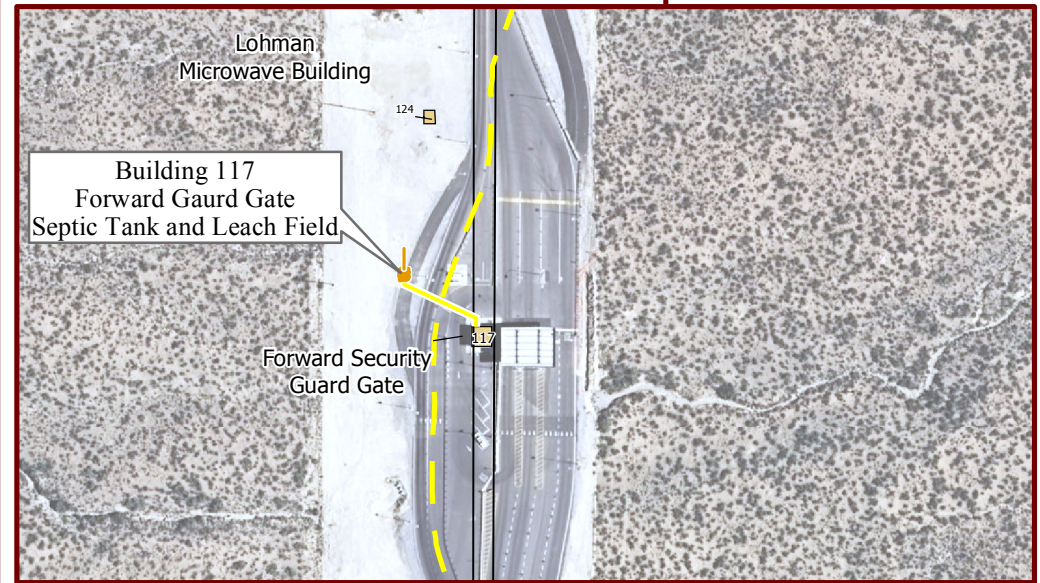 Lohman
Microwave Building
124
Building 117
Forward Gaurd Gate
Septic Tank and Leach Field
117
Forward Security
Guard Gate